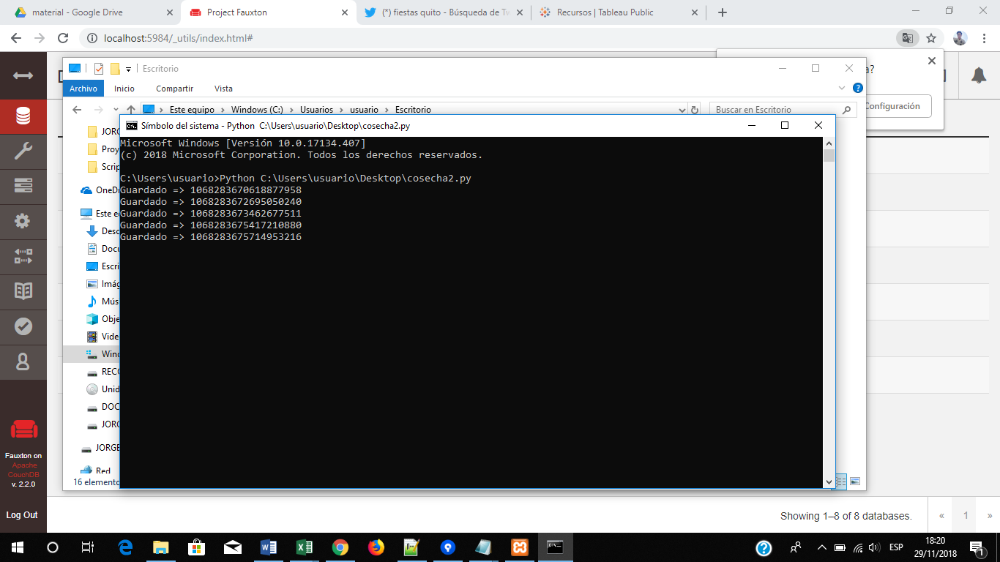 material - Google Drive
Project Fauxton
(*) fiestas quito - Búsqueda de Tw
Recursos | Tableau Public
localhost:5984/_utils/index.html#
Escritorio
a?
Archivo
Inicio
Compartir
Vista
Este equipo > Windows (C:) > Usuarios > usuario > Escritorio
Buscar en Escritorio
Configuración
Símbolo del sistema - Python C:\Users\usuario\Desktop\cosecha2.py
Microsoft Windows [Versión 10.0.17134.407]
(c) 2018 Microsoft Corporation. Todos los derechos reservados.
C:\Users\usuario>Python C:\Users\usuario\Desktop\cosecha2.py
Guardado => 1068283670618877958
Guardado => 1068283672695050240
Guardado => 1068283673462677511
Guardado => 1068283675417210880
Guardado => 1068283675714953216
JORG
Proy
Scrip
OneDr
Este e
Desc
Docu
Escri
Imág
Mús
Obje
Vide
Wind
RECO
Unid
DOC
JORG
JORGE
Red
16 elemento
Fauxton on
Apache
CouchDB
v. 2.2.0
Log Out
Showing 1–8 of 8 databases.
« 1 »
ESP
18:20
29/11/2018
1